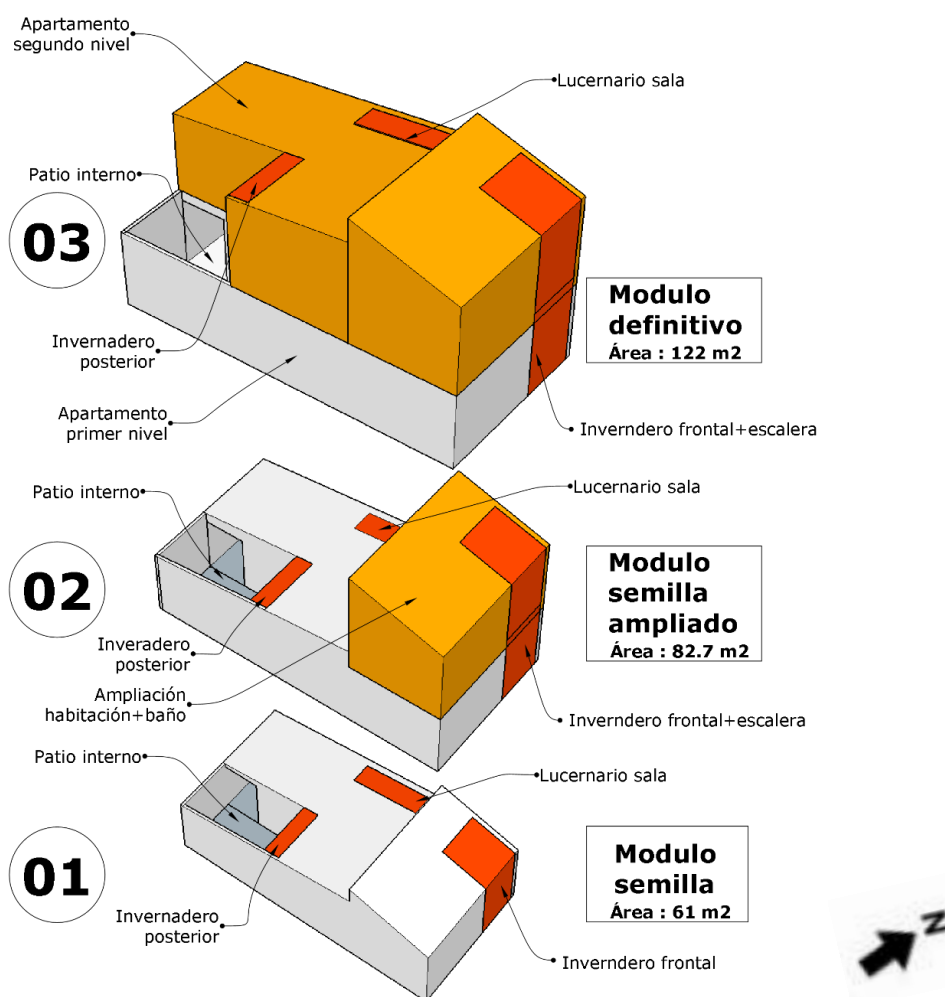 Apartamento
segundo nivel
Lucernario sala
Patio interno
03
Modulo
definitivo
Área : 122 m2
Invernadero
posterior
Apartamento
primer nivel
Inverndero frontal+escalera
Patio interno
Lucernario sala
02
Modulo
semilla
ampliado
Área : 82.7 m2
Inveradero
posterior
Ampliación
habitación+baño
Inverndero frontal+escalera
Patio interno
Lucernario sala
01
Modulo
semilla
Área : 61 m2
Invernadero
posterior
Inverndero frontal
N